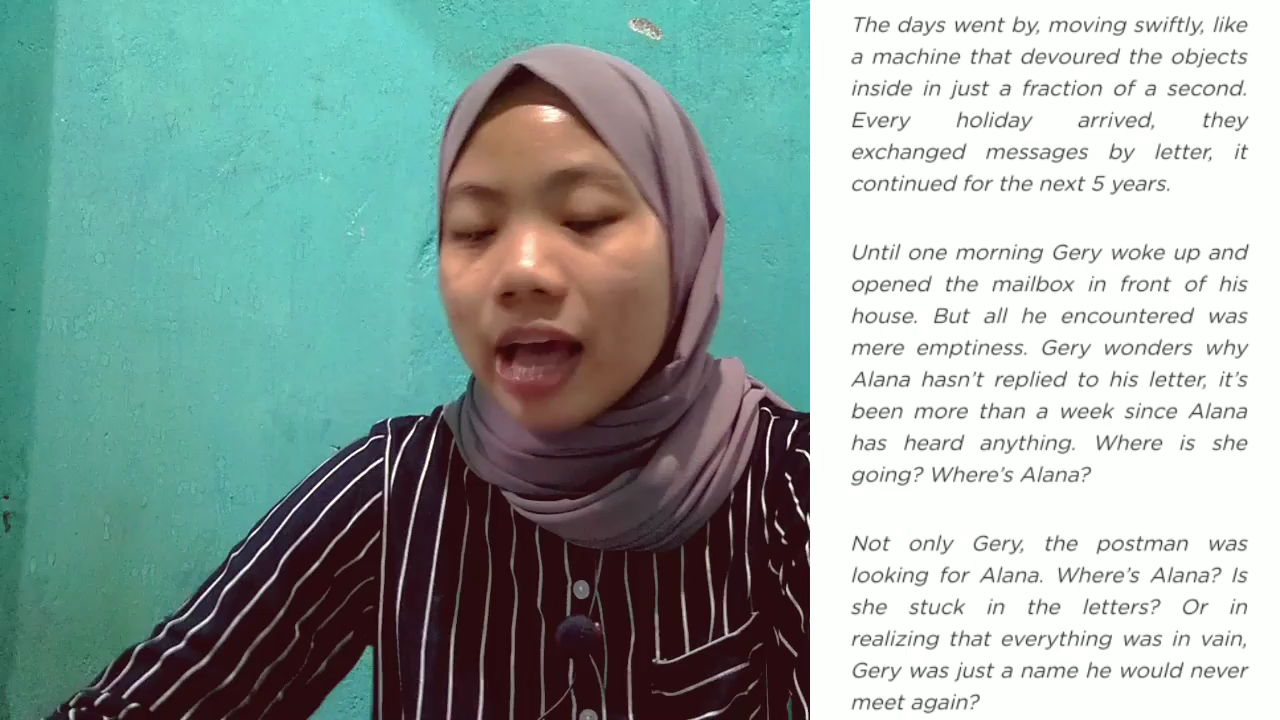 The days went by, moving swiftly, like
a machine that devoured the objects
inside in just a fraction of a second.
Every holiday arrived, they
exchanged messages by letter, it
continued for the next 5 years.
Until one morning Gery woke up and
opened the mailbox in front of his
house. But all he encountered was
mere emptiness. Gery wonders why
Alana hasn't replied to his letter, it's
been more than a week since Alana
has heard anything. Where is she
going? Where's Alana?
Not only Gery, the postman was
looking for Alana. Where's Alana? Is
she stuck in the letters? Or in
realizing that everything was in vain,
Gery was just a name he would never
meet again?